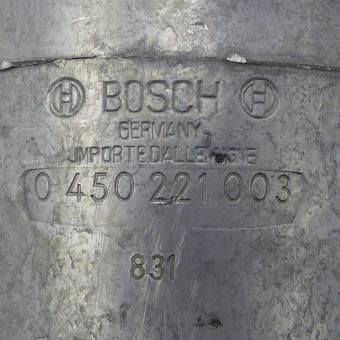 BOSCH
GERMANY
IMPORTE D'ALLEMAGNE
0 450 221 003
831